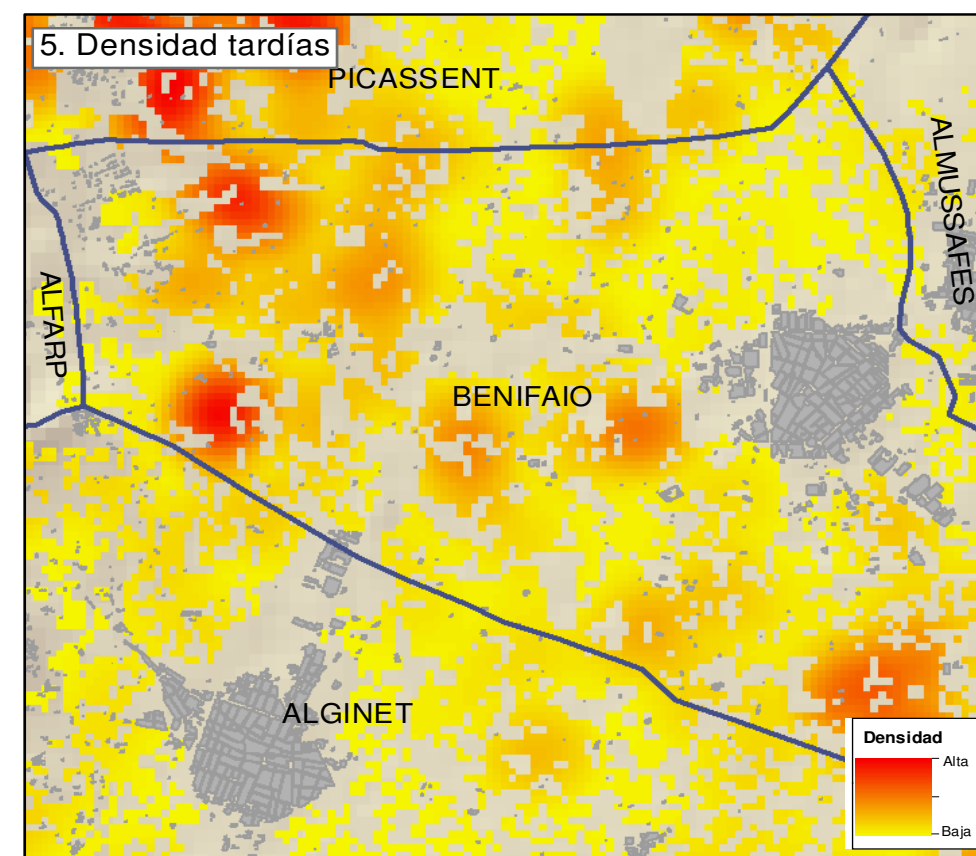 5. Densidad tardías
PICASSENT
ALMUSSAFES
ALFARP
BENIFAIO
ALGINET
Densidad
Alta
Baja